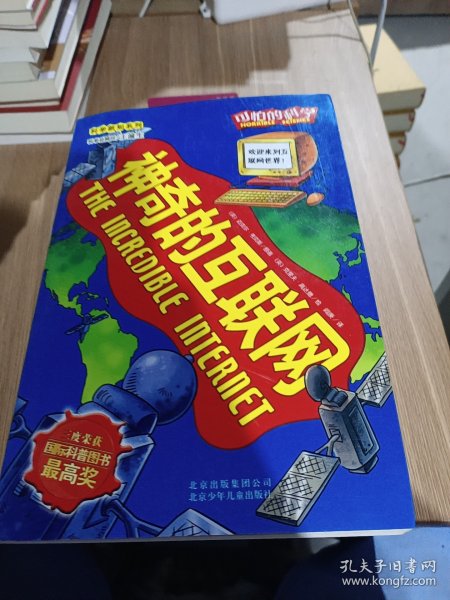 可怕的科学
HORRIBLE SCIENCE
欢迎来到互
联网世界!
神奇的互联网
THE INCREDIBLE INTERNET
三度荣获
国际科普图书
最高奖
北京出版集团公司
北京少年儿童出版社
孔夫子旧书网
www.kongfz.com